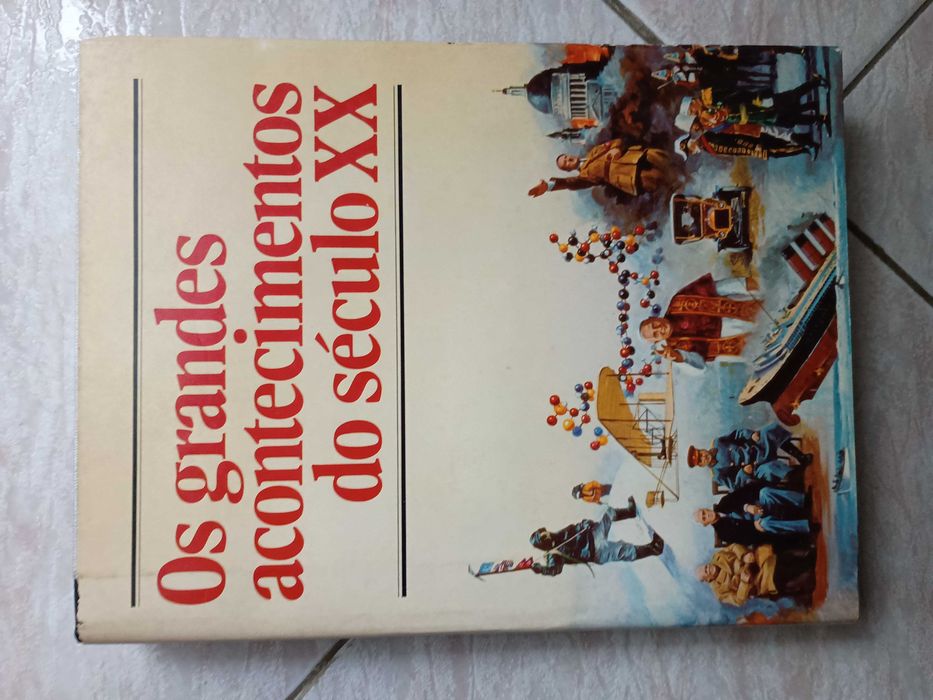 Os grandes
acontecimentos
do século XX